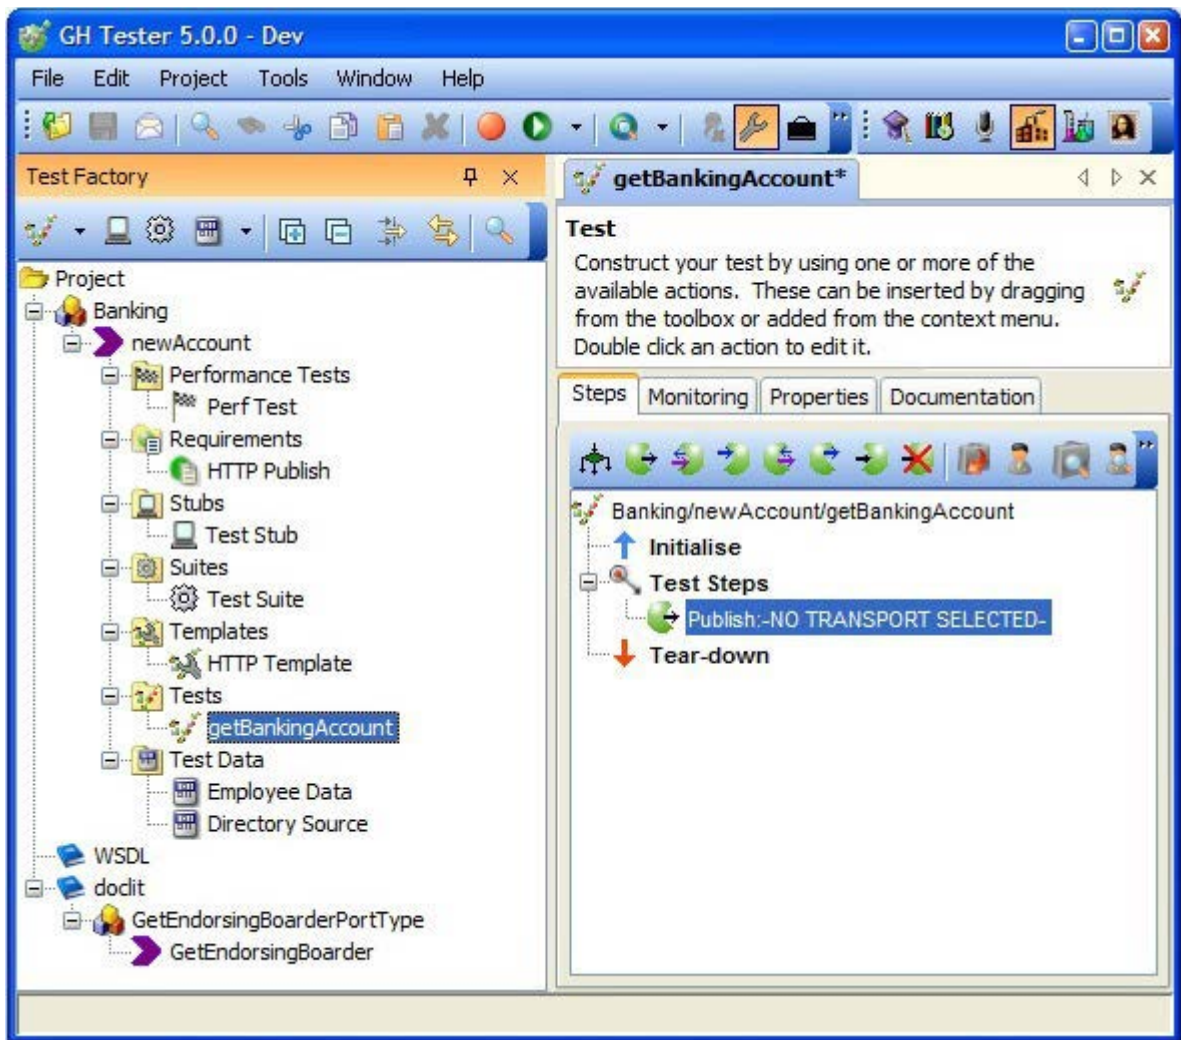 GH Tester 5.0.0 - Dev
File Edit Project Tools Window Help
Test Factory
Project
Banking
newAccount
Performance Tests
Perf Test
Requirements
HTTP Publish
Stubs
Test Stub
Suites
Test Suite
Templates
HTTP Template
Tests
getBankingAccount
Test Data
Employee Data
Directory Source
WSDL
doclit
GetEndorsingBoarderPortType
GetEndorsingBoarder
getBankingAccount*
Test
Construct your test by using one or more of the
available actions. These can be inserted by dragging
from the toolbox or added from the context menu.
Double click an action to edit it.
Steps Monitoring Properties Documentation
Banking/newAccount/getBankingAccount
Initialise
Test Steps
Publish:-NO TRANSPORT SELECTED-
Tear-down